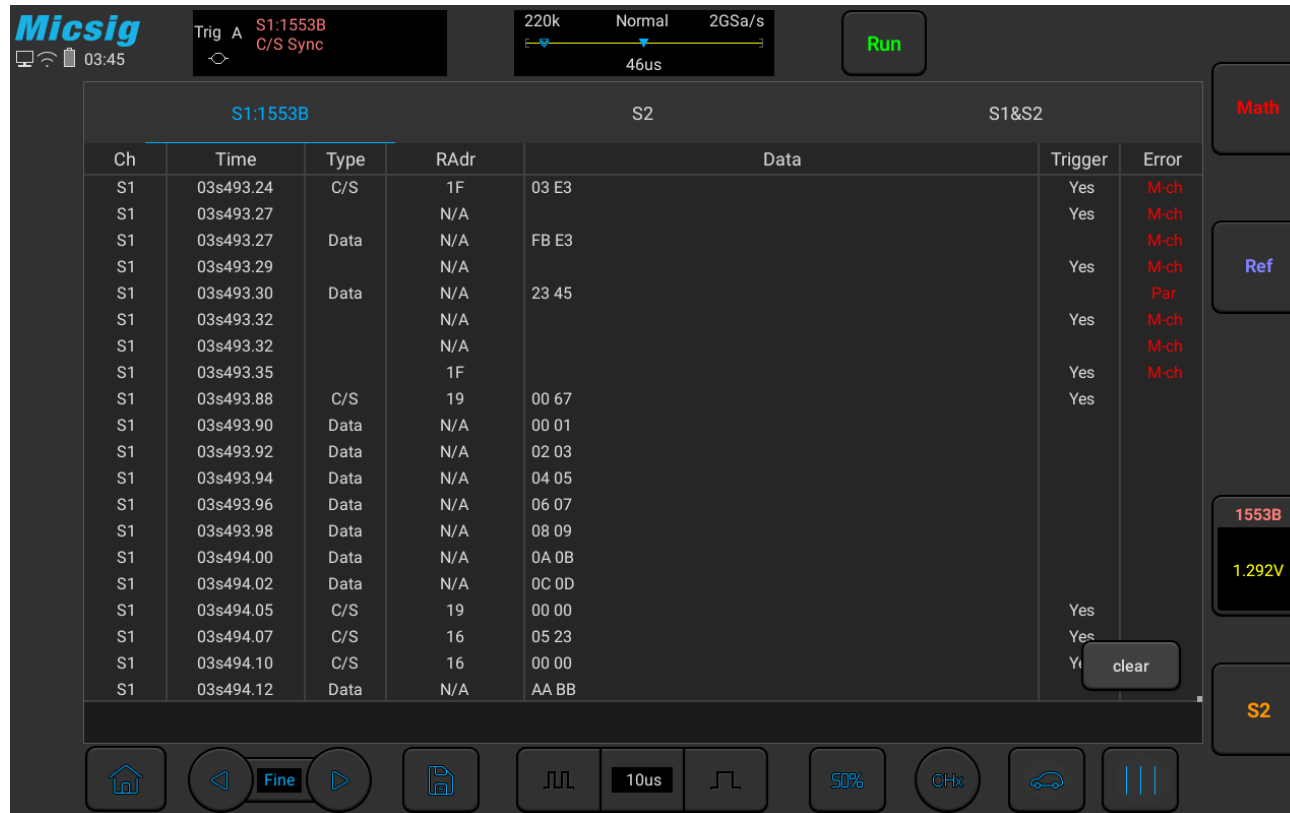 Micsig
Trig A S1:1553B
C/S Sync
03:45
220k Normal 2GSa/s
46us
Run
Math
S1:1553B S2 S1&S2
Ch Time Type RAdr Data Trigger Error
S1 03s493.24 C/S 1F 03 E3 Yes M-ch
S1 03s493.27 N/A Yes M-ch
S1 03s493.27 Data N/A FB E3 M-ch
S1 03s493.29 N/A Yes M-ch
Ref
S1 03s493.30 Data N/A 23 45 Par
S1 03s493.32 N/A Yes M-ch
S1 03s493.32 N/A M-ch
S1 03s493.35 1F Yes M-ch
S1 03s493.88 C/S 19 00 67 Yes
S1 03s493.90 Data N/A 00 01
S1 03s493.92 Data N/A 02 03
S1 03s493.94 Data N/A 04 05
S1 03s493.96 Data N/A 06 07
1553B
S1 03s493.98 Data N/A 08 09
S1 03s494.00 Data N/A 0A 0B
1.292V
S1 03s494.02 Data N/A 0C 0D
S1 03s494.05 C/S 19 00 00 Yes
S1 03s494.07 C/S 16 05 23 Yes
S1 03s494.10 C/S 16 00 00
clear
S1 03s494.12 Data N/A AA BB
S2
Fine 10us 50% CHx